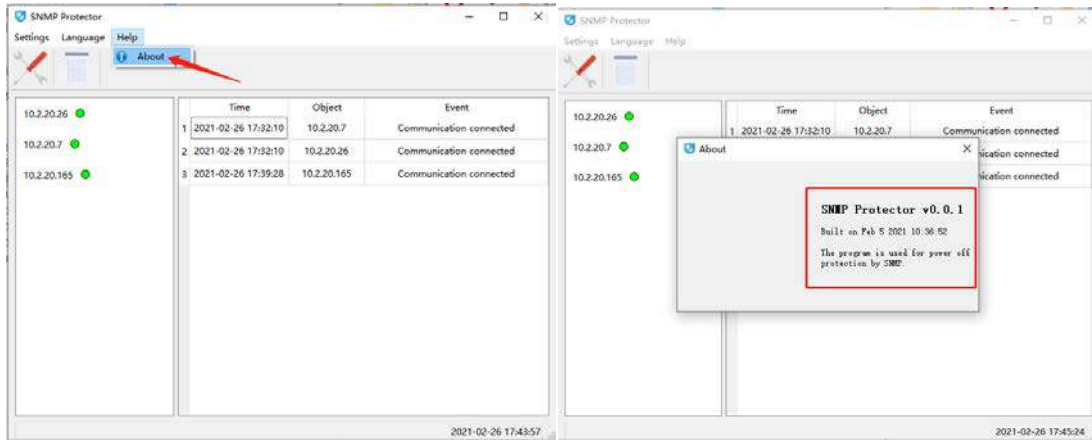 SNMP Protector
Settings Language Help
About
10.2.20.26
10.2.20.7
10.2.20.165
Time Object Event
1 2021-02-26 17:32:10 10.2.20.7 Communication connected
2 2021-02-26 17:32:10 10.2.20.26 Communication connected
3 2021-02-26 17:39:28 10.2.20.165 Communication connected
2021-02-26 17:43:57
SNMP Protector
Settings Language Help
10.2.20.26
10.2.20.7
10.2.20.165
Time Object Event
1 2021-02-26 17:32:10 10.2.20.7 Communication connected
nication connected
nication connected
About
SNMP Protector v0.0.1
Built on Feb 5 2021 10:36:52
The program is used for power off
protection by SNMP.
2021-02-26 17:45:24